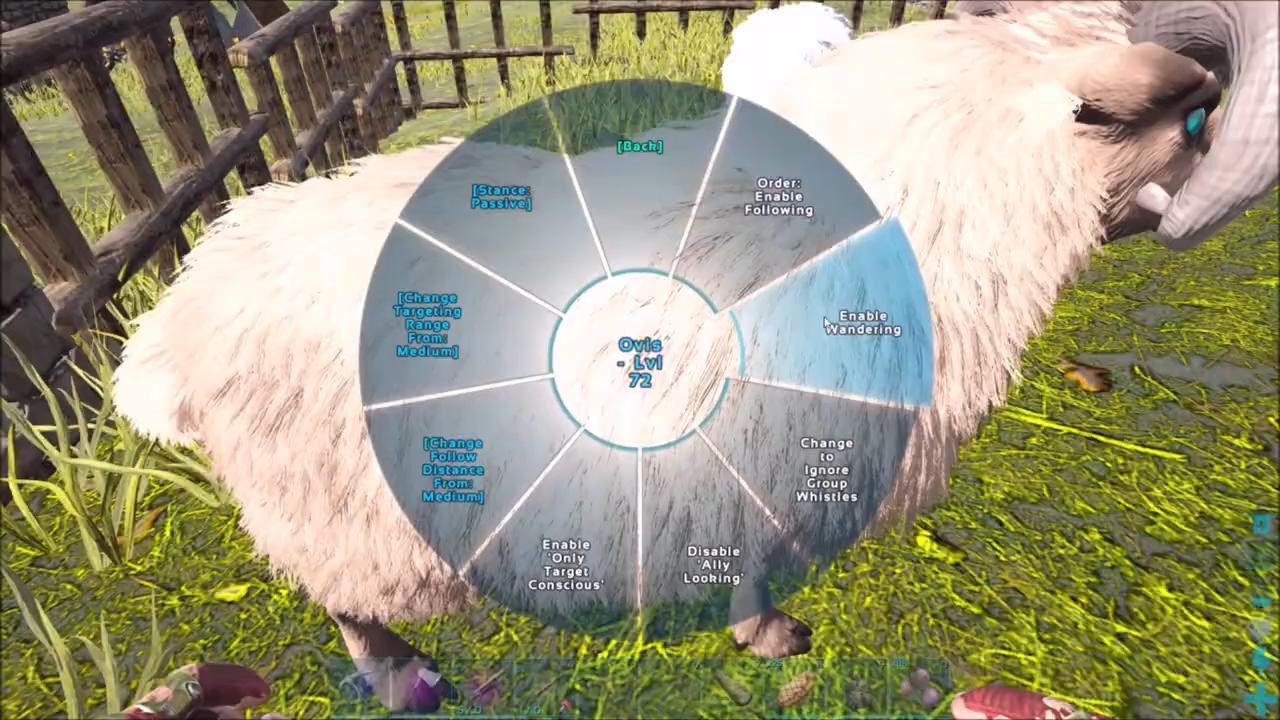 [Back]
[Stance:
Passive]
Order:
Enable
Following
[Change
Targeting
Range
From:
Medium]
Enable
Wandering
Ovis
- Lvl
72
[Change
Follow
Distance
From:
Medium]
Change
to
Ignore
Group
Whistles
Enable
'Only
Target
Conscious'
Disable
'Ally
Looking'